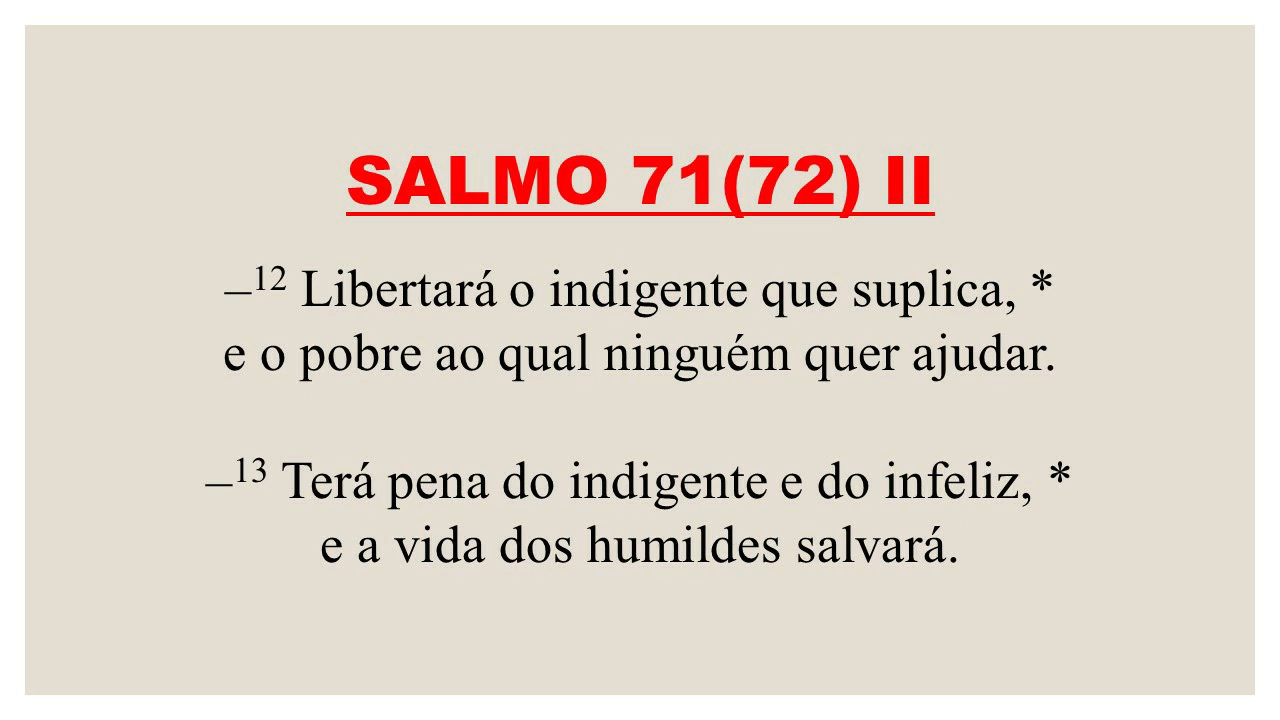 SALMO 71(72) II
–¹² Libertará o indigente que suplica, *
e o pobre ao qual ninguém quer ajudar.
–¹³ Terá pena do indigente e do infeliz, *
e a vida dos humildes salvará.